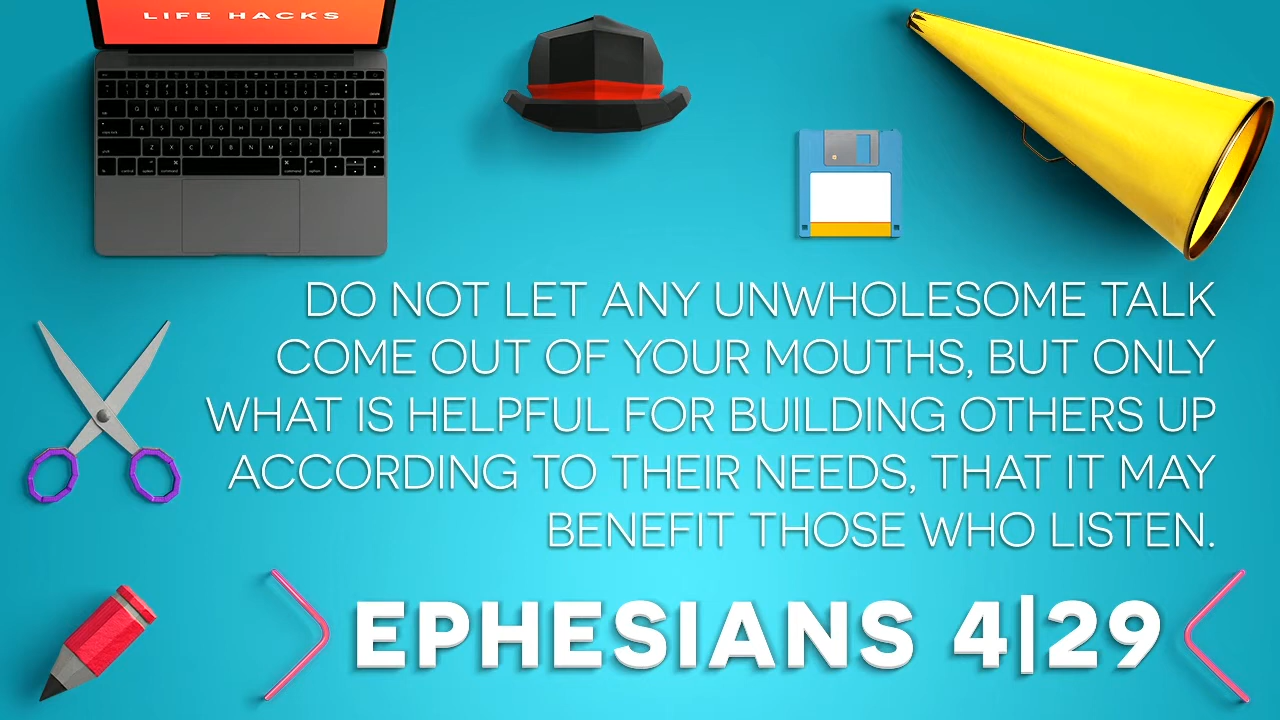 LIFE HACKS
DO NOT LET ANY UNWHOLESOME TALK
COME OUT OF YOUR MOUTHS, BUT ONLY
WHAT IS HELPFUL FOR BUILDING OTHERS UP
ACCORDING TO THEIR NEEDS, THAT IT MAY
BENEFIT THOSE WHO LISTEN.
EPHESIANS 4|29